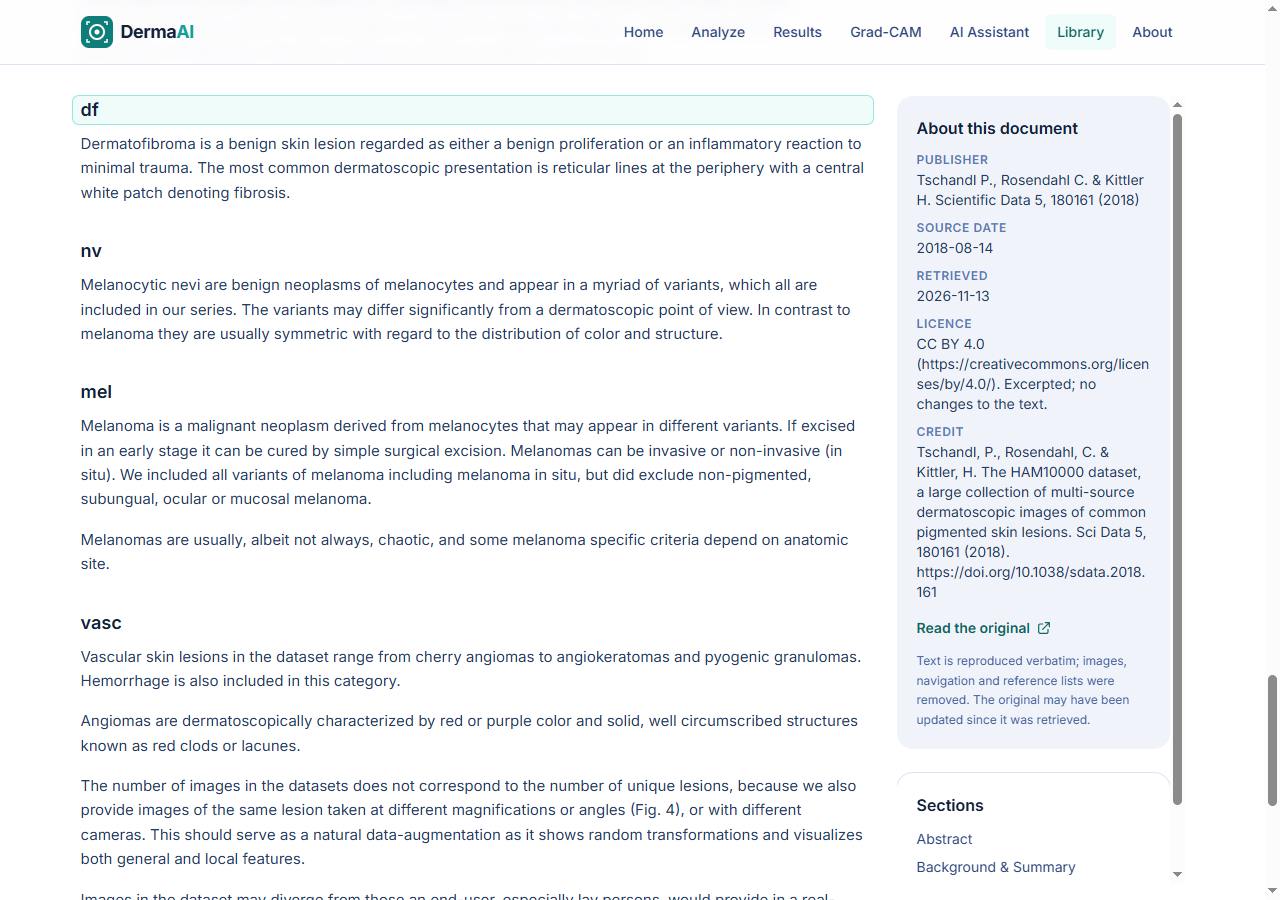 DermaAI
Home Analyze Results Grad-CAM AI Assistant Library About
df
Dermatofibroma is a benign skin lesion regarded as either a benign proliferation or an inflammatory reaction to
minimal trauma. The most common dermatoscopic presentation is reticular lines at the periphery with a central
white patch denoting fibrosis.
nv
Melanocytic nevi are benign neoplasms of melanocytes and appear in a myriad of variants, which all are
included in our series. The variants may differ significantly from a dermatoscopic point of view. In contrast to
melanoma they are usually symmetric with regard to the distribution of color and structure.
mel
Melanoma is a malignant neoplasm derived from melanocytes that may appear in different variants. If excised
in an early stage it can be cured by simple surgical excision. Melanomas can be invasive or non-invasive (in
situ). We included all variants of melanoma including melanoma in situ, but did exclude non-pigmented,
subungual, ocular or mucosal melanoma.
Melanomas are usually, albeit not always, chaotic, and some melanoma specific criteria depend on anatomic
site.
vasc
Vascular skin lesions in the dataset range from cherry angiomas to angiokeratomas and pyogenic granulomas.
Hemorrhage is also included in this category.
Angiomas are dermatoscopically characterized by red or purple color and solid, well circumscribed structures
known as red clods or lacunes.
The number of images in the datasets does not correspond to the number of unique lesions, because we also
provide images of the same lesion taken at different magnifications or angles (Fig. 4), or with different
cameras. This should serve as a natural data-augmentation as it shows random transformations and visualizes
both general and local features.
Images in the dataset may diverge from those an end-user, especially lay persons, would provide in a real-
About this document
PUBLISHER
Tschandl P., Rosendahl C. & Kittler
H. Scientific Data 5, 180161 (2018)
SOURCE DATE
2018-08-14
RETRIEVED
2026-11-13
LICENCE
CC BY 4.0
(https://creativecommons.org/licen
ses/by/4.0/). Excerpted; no
changes to the text.
CREDIT
Tschandl, P., Rosendahl, C. &
Kittler, H. The HAM10000 dataset,
a large collection of multi-source
dermatoscopic images of common
pigmented skin lesions. Sci Data 5,
180161 (2018).
https://doi.org/10.1038/sdata.2018.
161
Read the original
Text is reproduced verbatim; images,
navigation and reference lists were
removed. The original may have been
updated since it was retrieved.
Sections
Abstract
Background & Summary